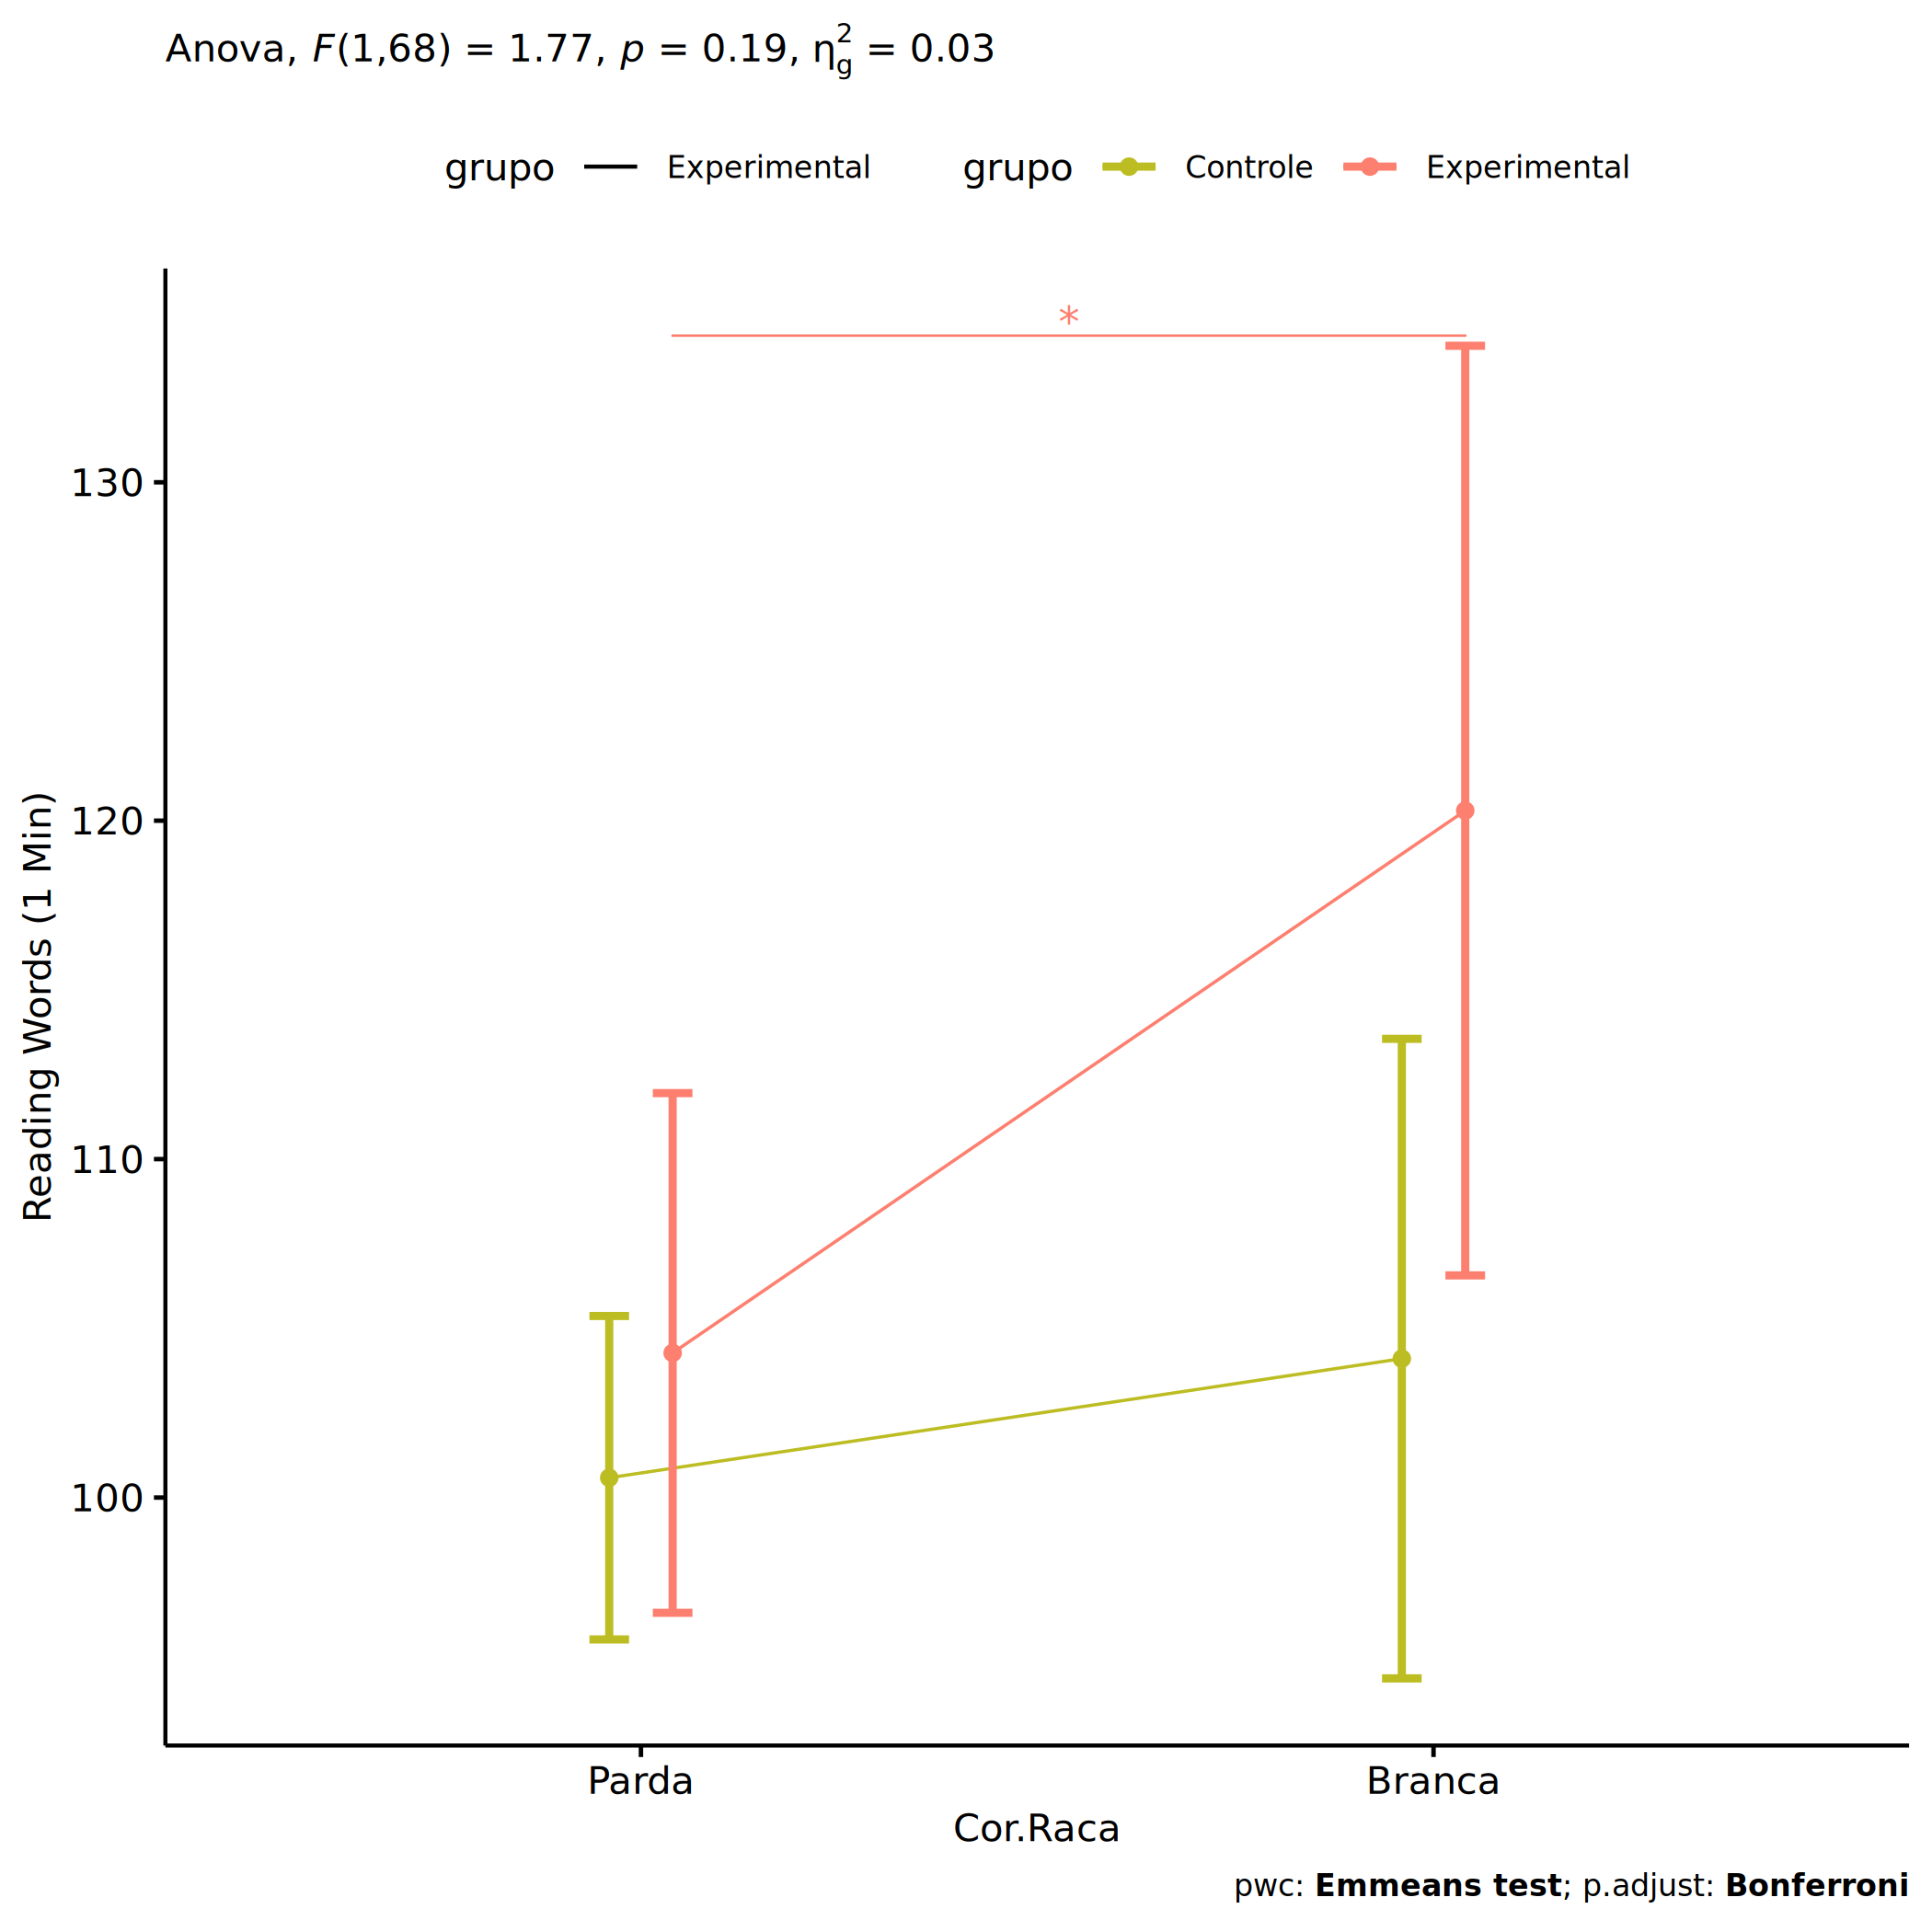 Anova, F(1,68) = 1.77, p = 0.19, η²g = 0.03
grupo Experimental grupo Controle Experimental
*
130
120
110
100
Reading Words (1 Min)
Parda Branca
Cor.Raca
pwc: Emmeans test; p.adjust: Bonferroni